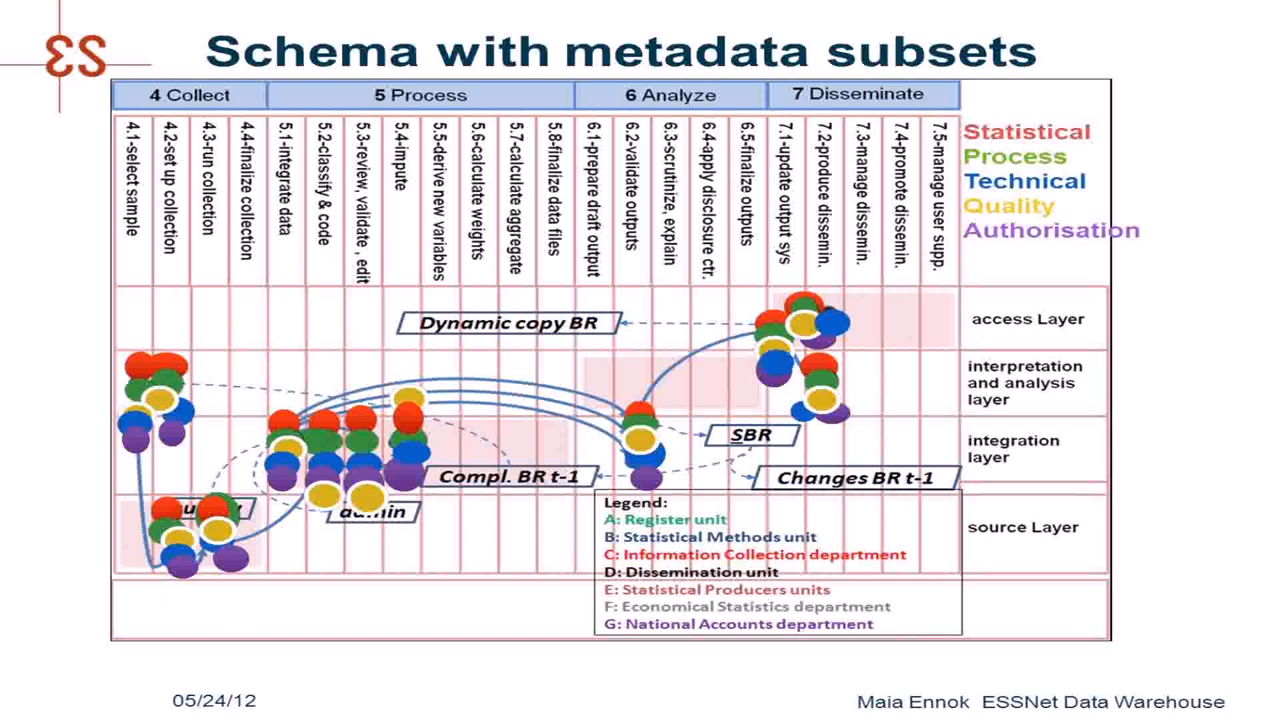 ES
Schema with metadata subsets
4 Collect
5 Process
6 Analyze
7 Disseminate
4.1-select sample
4.2-set up collection
4.3-run collection
4.4-finalize collection
5.1-integrate data
5.2-classify & code
5.3-review, validate , edit
5.4-impute
5.5-derive new variables
5.6-calculate weights
5.7-calculate aggregate
5.8-finalize data files
6.1-prepare draft output
6.2-validate outputs
6.3-scrutinize, explain
6.4-apply disclosure ctr.
6.5-finalize outputs
7.1-update output sys
7.2-produce dissemin.
7.3-manage dissemin.
7.4-promote dissemin.
7.5-manage user supp.
Statistical
Process
Technical
Quality
Authorisation
Dynamic copy BR
access Layer
interpretation
and analysis
layer
SBR
integration
layer
Compl. BR t-1
Changes BR t-1
source Layer
Legend:
A: Register unit
B: Statistical Methods unit
C: Information Collection department
D: Dissemination unit
E: Statistical Producers units
F: Economical Statistics department
G: National Accounts department
05/24/12
Maia Ennok ESSNet Data Warehouse